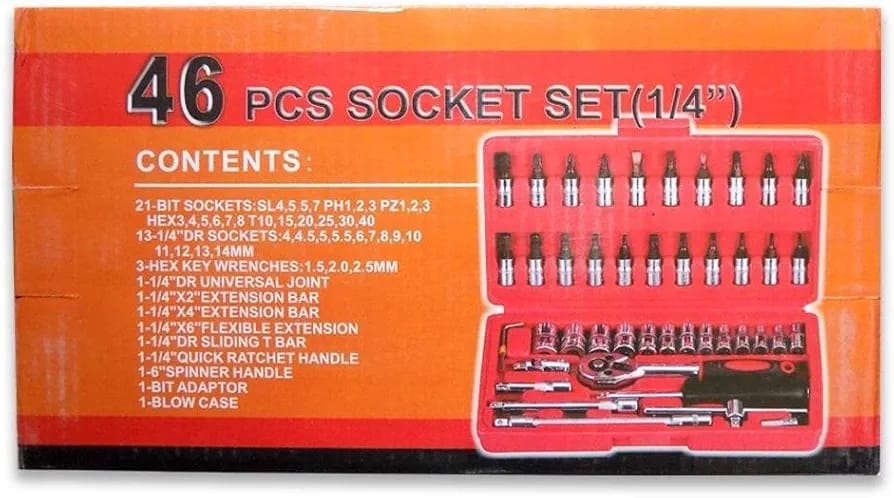 46 PCS SOCKET SET(1/4”)
CONTENTS:
21-BIT SOCKETS:SL4,5.5,7 PH1,2,3 PZ1,2,3
HEX3,4,5,6,7,8 T10,15,20,25,30,40
13-1/4"DR SOCKETS:4,4.5,5,5.5,6,7,8,9,10
11,12,13,14MM
3-HEX KEY WRENCHES:1.5,2.0,2.5MM
1-1/4"DR UNIVERSAL JOINT
1-1/4"X2"EXTENSION BAR
1-1/4"X4"EXTENSION BAR
1-1/4"X6"FLEXIBLE EXTENSION
1-1/4"DR SLIDING T BAR
1-1/4"QUICK RATCHET HANDLE
1-6"SPINNER HANDLE
1-BIT ADAPTOR
1-BLOW CASE